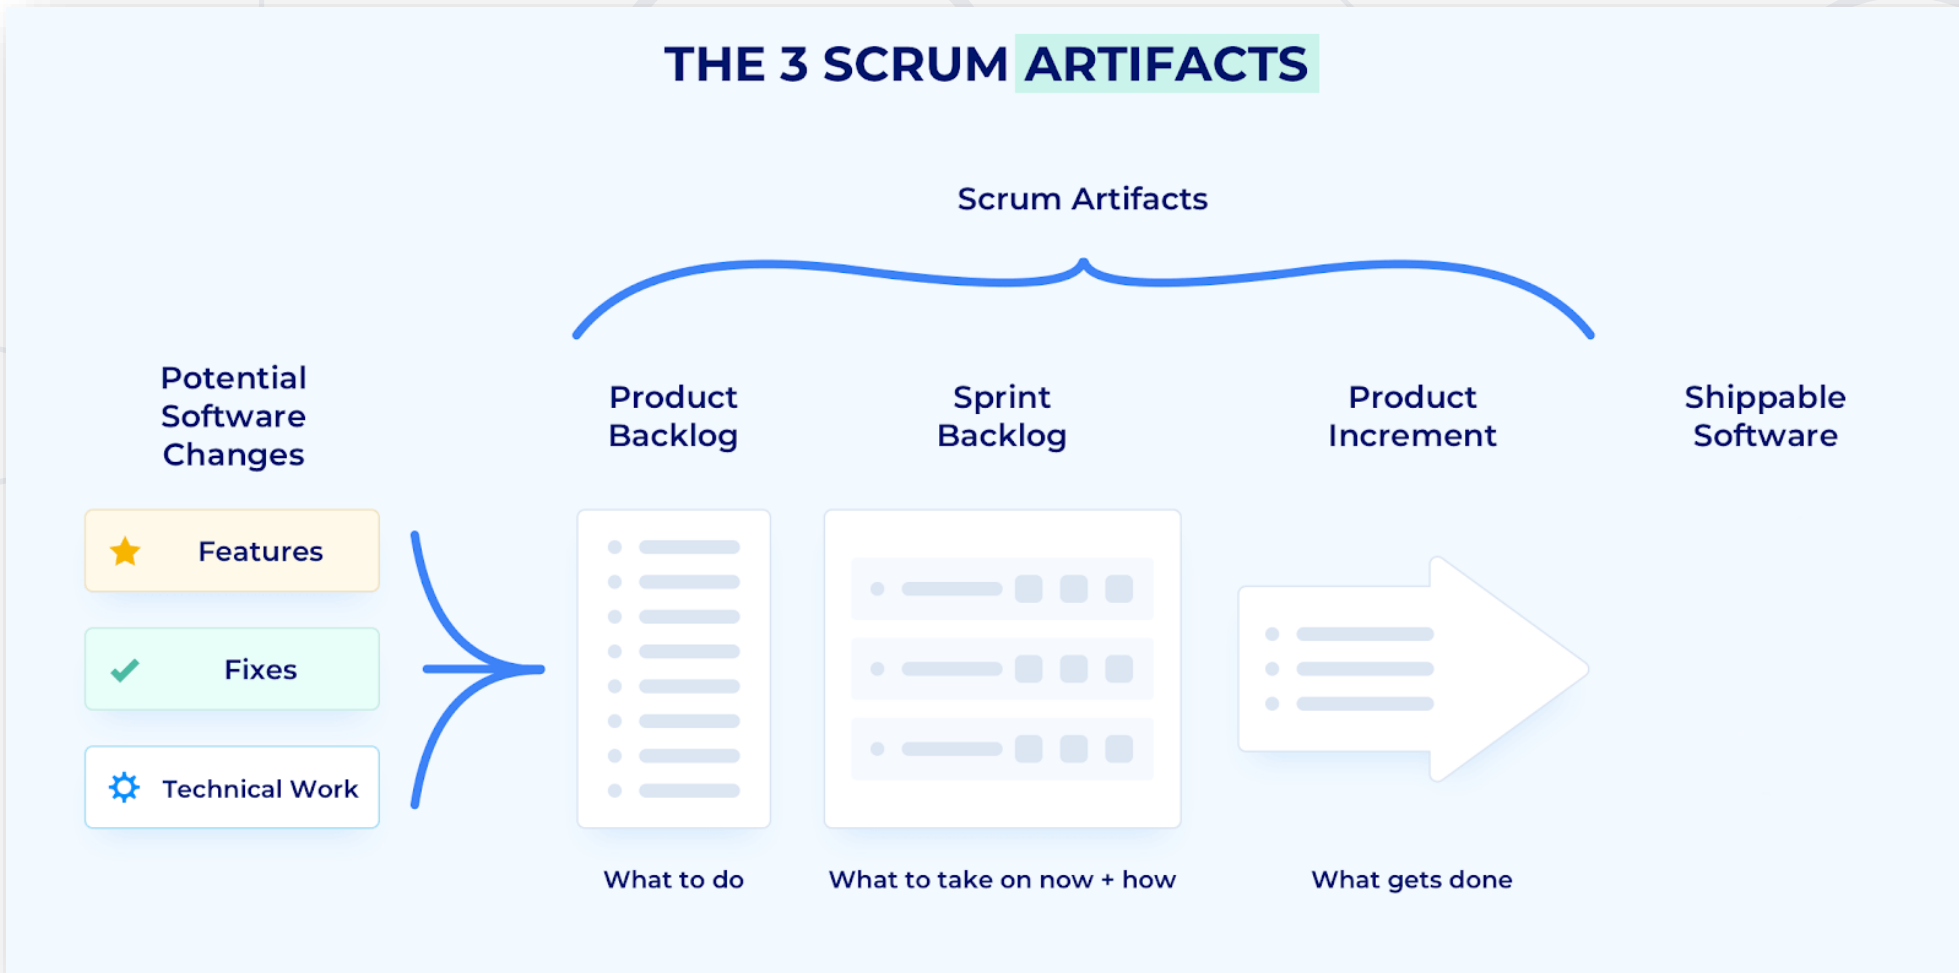 THE 3 SCRUM ARTIFACTS
Scrum Artifacts
Potential
Software
Changes
Features
Fixes
Technical Work
Product
Backlog
What to do
Sprint
Backlog
What to take on now + how
Product
Increment
What gets done
Shippable
Software